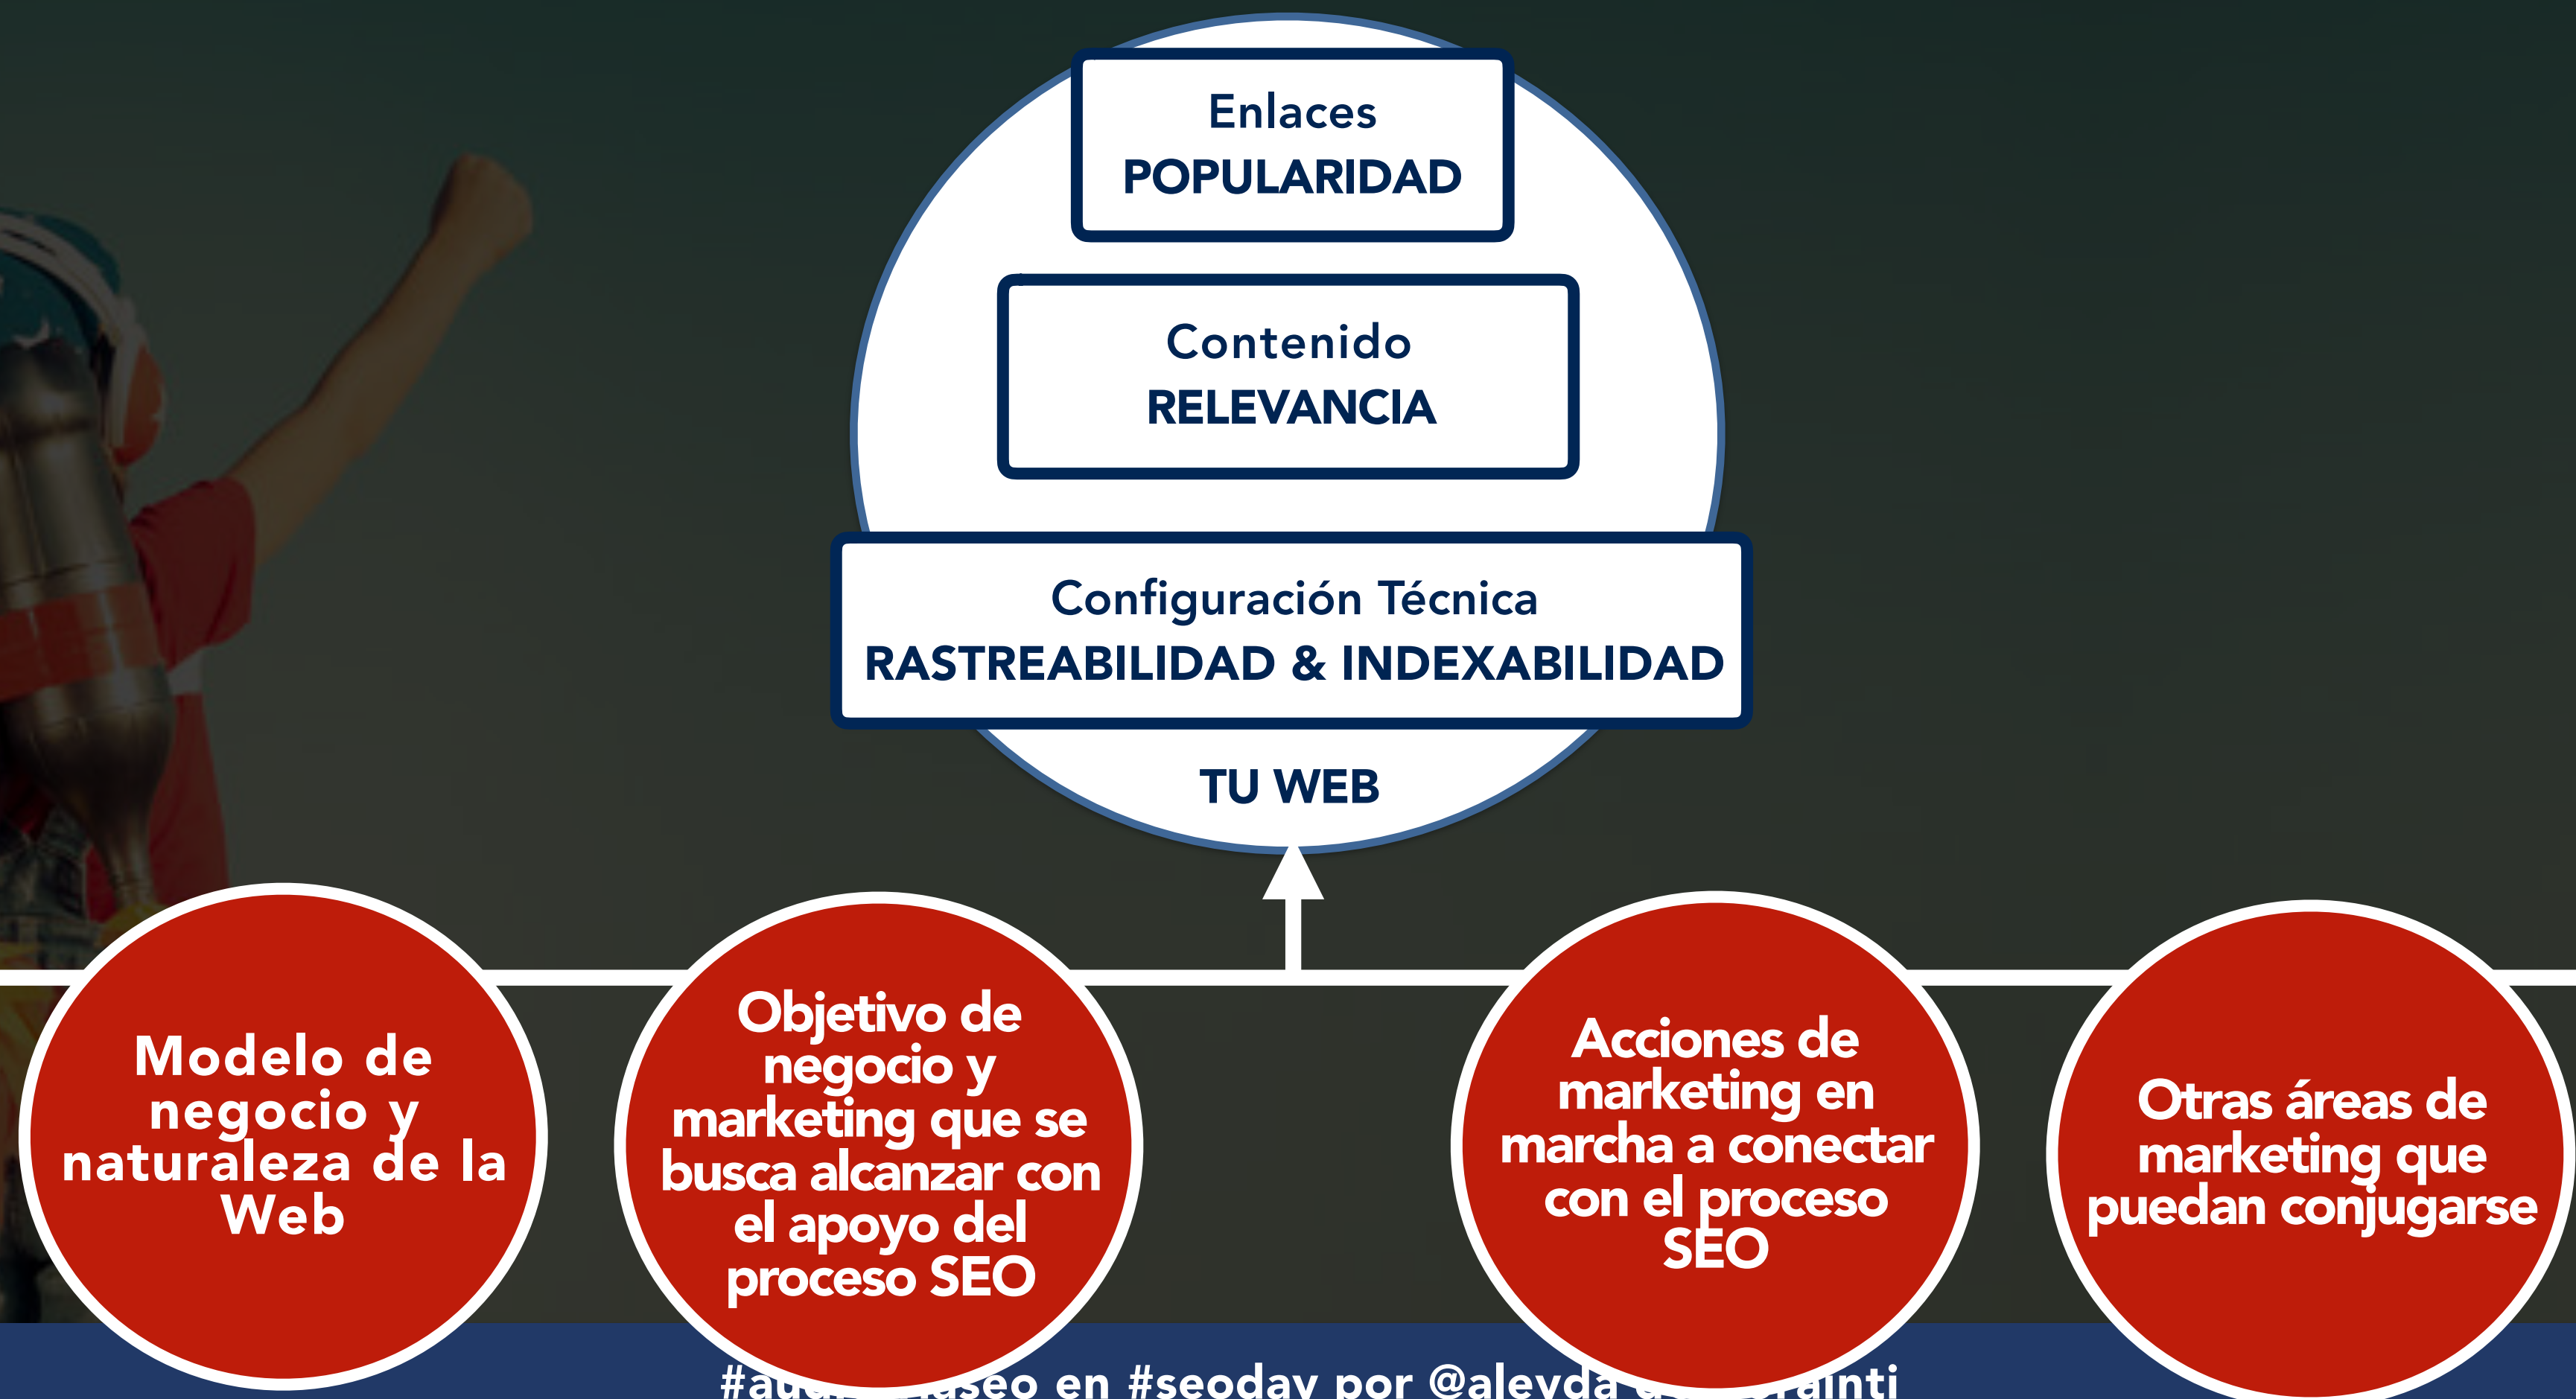 Enlaces
POPULARIDAD
Contenido
RELEVANCIA
Configuración Técnica
RASTREABILIDAD & INDEXABILIDAD
TU WEB
Modelo de
negocio y
naturaleza de la
Web
Objetivo de
negocio y
marketing que se
busca alcanzar con
el apoyo del
proceso SEO
Acciones de
marketing en
marcha a conectar
con el proceso
SEO
Otras áreas de
marketing que
puedan conjugarse
en #seoday por @aleyda